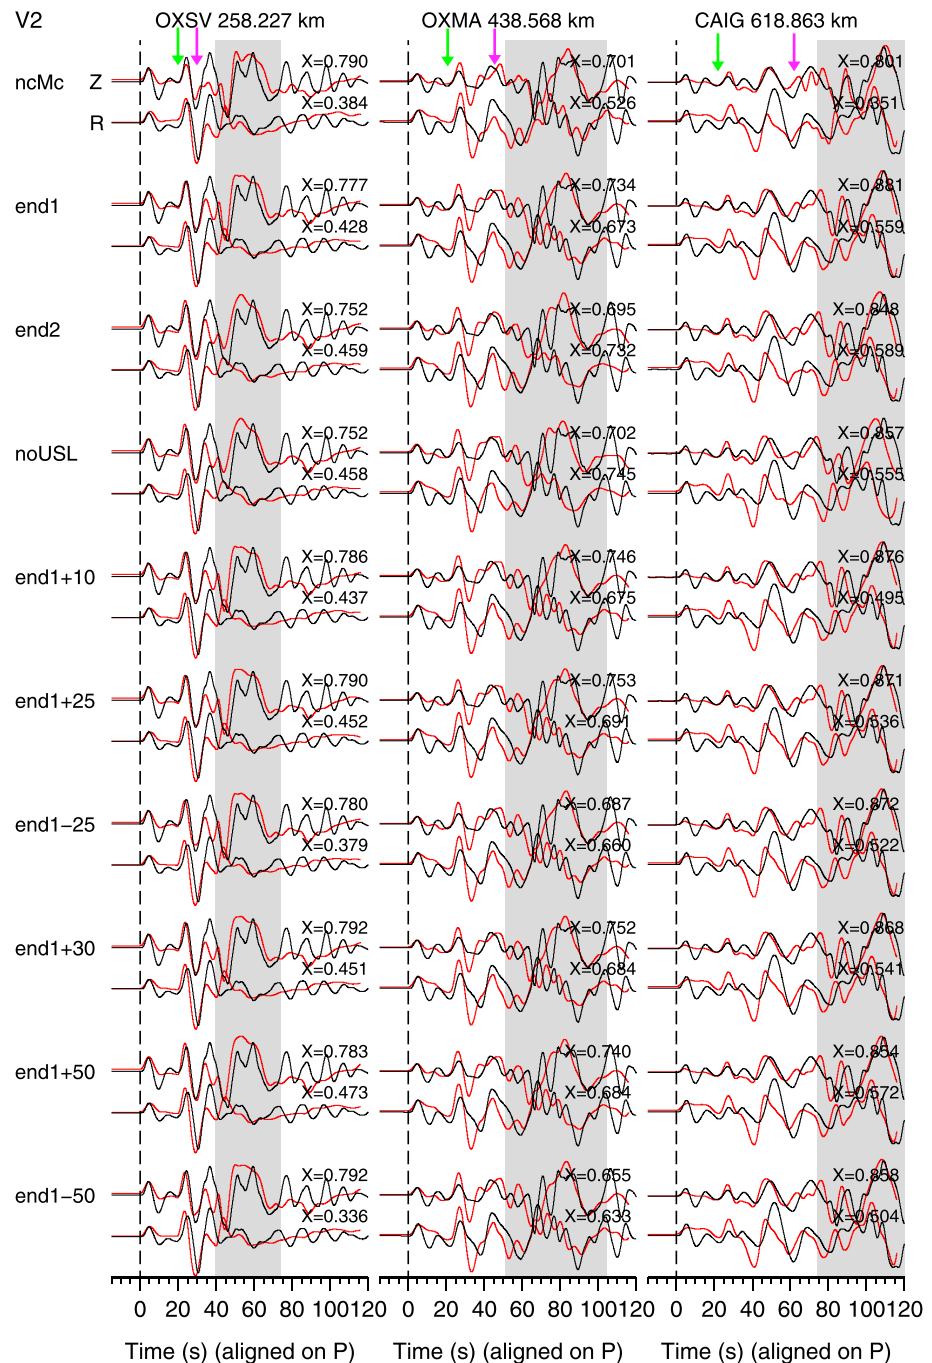 V2 OXSV 258.227 km OXMA 438.568 km CAIG 618.863 km
ncMc Z X=0.790 X=0.701 X=0.801
R X=0.384 X=0.526 X=0.351
end1 X=0.777 X=0.734 X=0.881
X=0.428 X=0.673 X=0.559
end2 X=0.752 X=0.695 X=0.848
X=0.459 X=0.732 X=0.589
noUSL X=0.752 X=0.702 X=0.857
X=0.458 X=0.745 X=0.555
end1+10 X=0.786 X=0.746 X=0.876
X=0.437 X=0.675 X=0.495
end1+25 X=0.790 X=0.753 X=0.871
X=0.452 X=0.691 X=0.536
end1−25 X=0.780 X=0.687 X=0.872
X=0.379 X=0.660 X=0.522
end1+30 X=0.792 X=0.752 X=0.868
X=0.451 X=0.684 X=0.541
end1+50 X=0.783 X=0.740 X=0.854
X=0.473 X=0.684 X=0.572
end1−50 X=0.792 X=0.655 X=0.858
X=0.336 X=0.633 X=0.504
0 20 40 60 80 100 120 0 20 40 60 80 100 120 0 20 40 60 80 100 120
Time (s) (aligned on P) Time (s) (aligned on P) Time (s) (aligned on P)